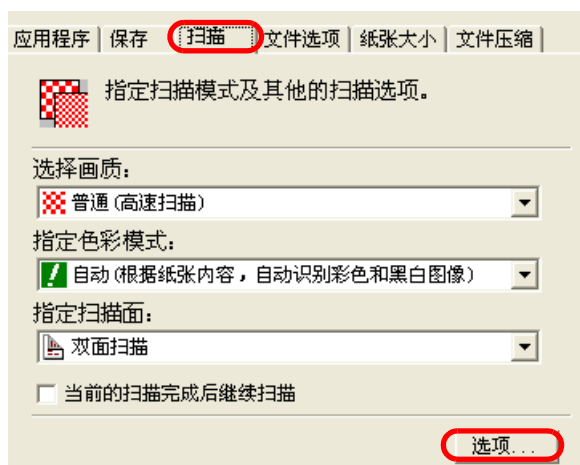 应用程序 保存 扫描 文件选项 纸张大小 文件压缩
指定扫描模式及其他的扫描选项。
选择画质：
普通(高速扫描)
指定色彩模式：
自动(根据纸张内容，自动识别彩色和黑白图像)
指定扫描面：
双面扫描
当前的扫描完成后继续扫描
选项...